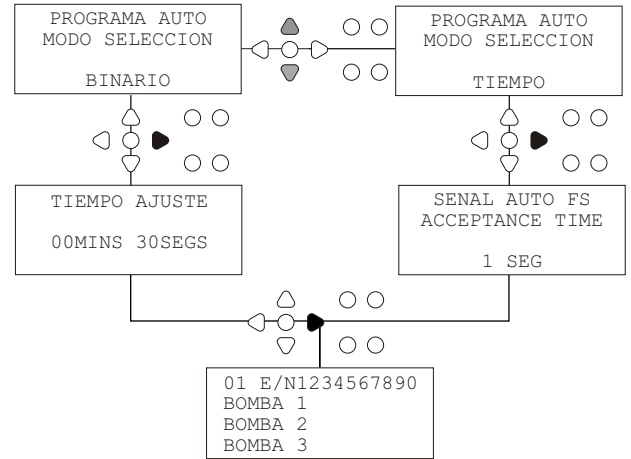 PROGRAMA AUTO
MODO SELECCION
BINARIO
PROGRAMA AUTO
MODO SELECCION
TIEMPO
TIEMPO AJUSTE
00MINS 30SEGS
SENAL AUTO FS
ACCEPTANCE TIME
1 SEG
01 E/N1234567890
BOMBA 1
BOMBA 2
BOMBA 3